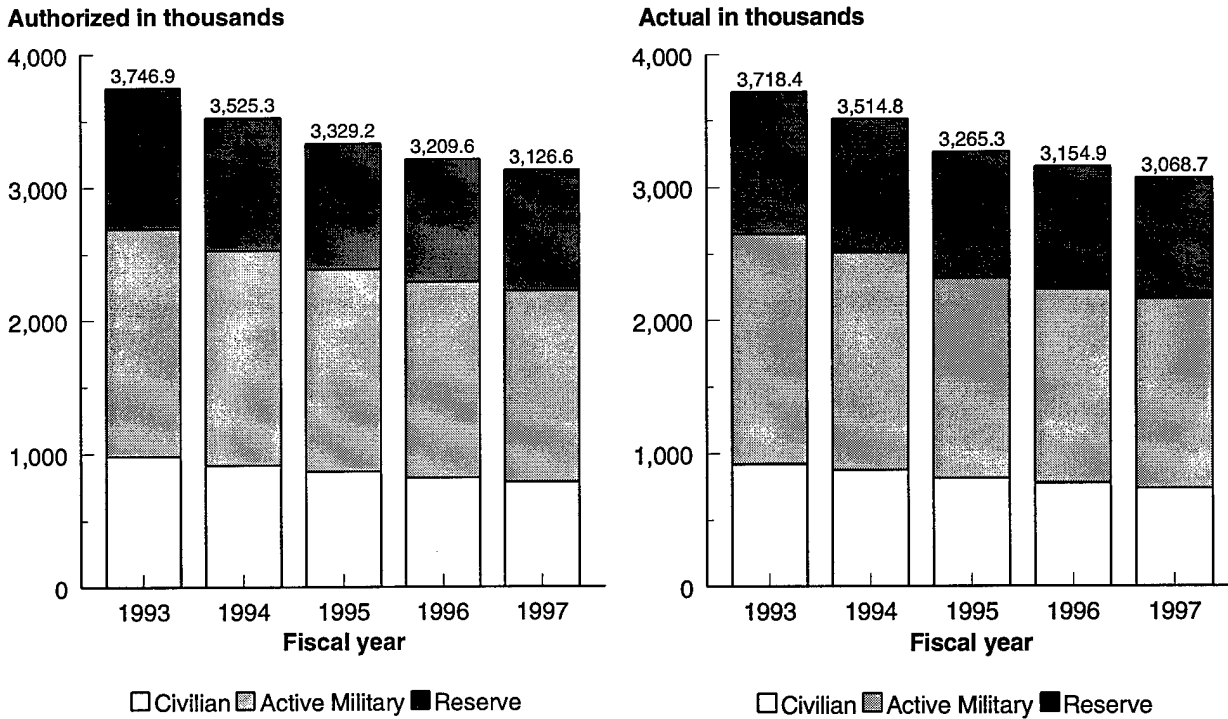 Authorized in thousands
4,000
3,000
2,000
1,000
0
3,746.9
3,525.3
3,329.2
3,209.6
3,126.6
1993 1994 1995 1996 1997
Fiscal year
Civilian Active Military Reserve
Actual in thousands
4,000
3,000
2,000
1,000
0
3,718.4
3,514.8
3,265.3
3,154.9
3,068.7
1993 1994 1995 1996 1997
Fiscal year
Civilian Active Military Reserve